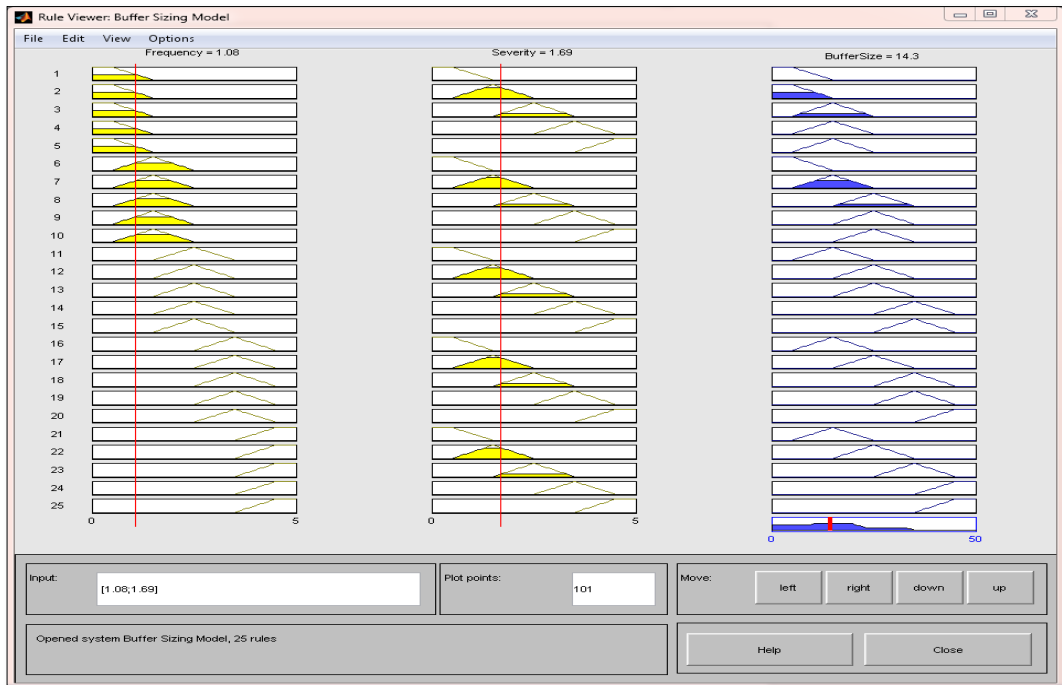 Rule Viewer: Buffer Sizing Model
File Edit View Options
Frequency = 1.08
Severity = 1.69
BufferSize = 14.3
1
2
3
4
5
6
7
8
9
10
11
12
13
14
15
16
17
18
19
20
21
22
23
24
25
0 5
0 5
0 50
Input: [1.08;1.69]
Plot points: 101
Move: left right down up
Opened system Buffer Sizing Model, 25 rules
Help Close